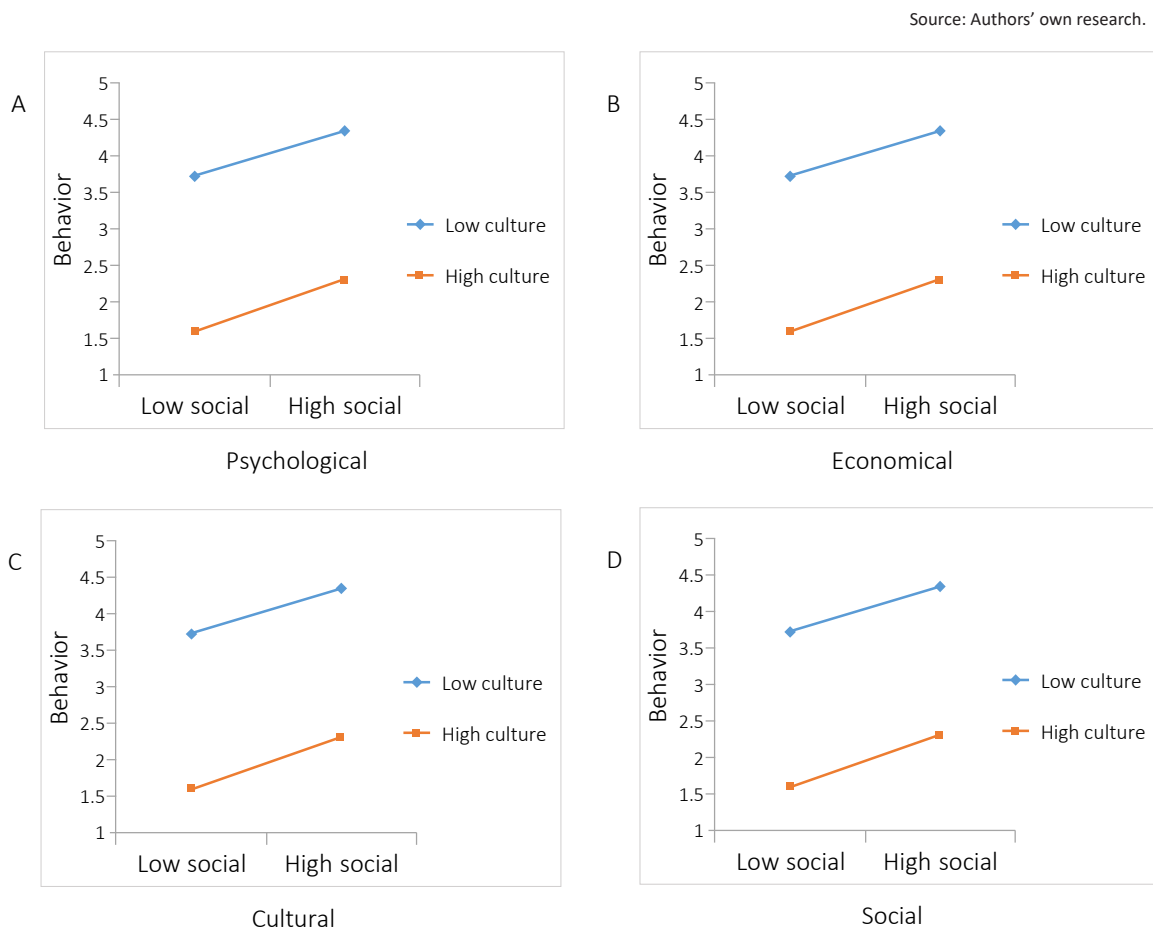 Source: Authors’ own research.
A
5
4.5
4
3.5
3
2.5
2
1.5
1
Behavior
Low culture
High culture
Low social High social
Psychological
B
5
4.5
4
3.5
3
2.5
2
1.5
1
Behavior
Low culture
High culture
Low social High social
Economical
C
5
4.5
4
3.5
3
2.5
2
1.5
1
Behavior
Low culture
High culture
Low social High social
Cultural
D
5
4.5
4
3.5
3
2.5
2
1.5
1
Behavior
Low culture
High culture
Low social High social
Social